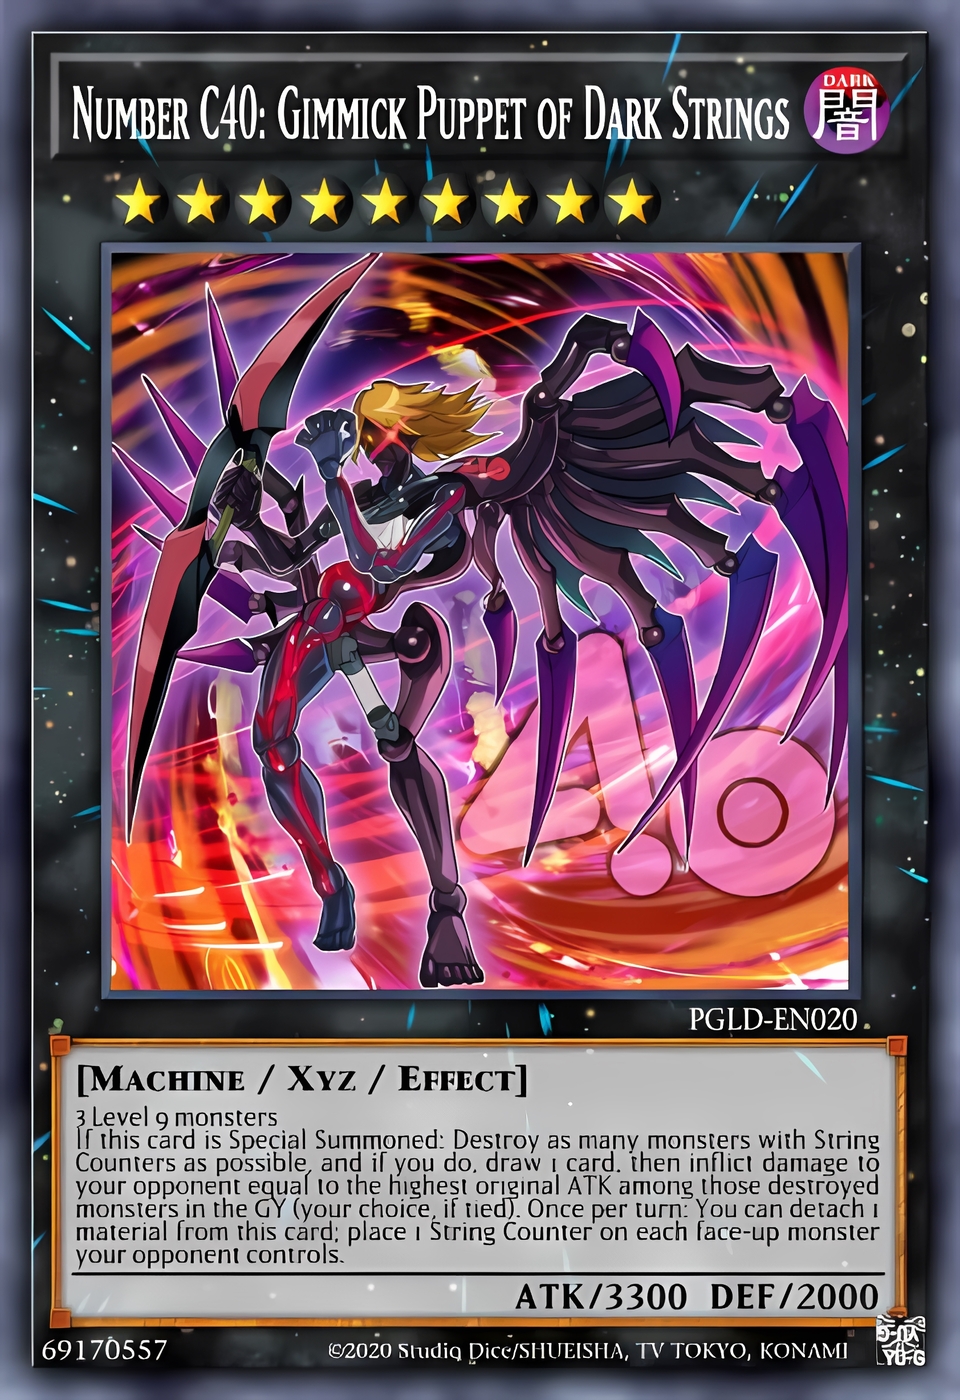 NUMBER C40: GIMMICK PUPPET OF DARK STRINGS
DARK
闇
40
PGLD-EN020
[MACHINE / XYZ / EFFECT]
3 Level 9 monsters
If this card is Special Summoned: Destroy as many monsters with String
Counters as possible, and if you do, draw 1 card, then inflict damage to
your opponent equal to the highest original ATK among those destroyed
monsters in the GY (your choice, if tied). Once per turn: You can detach 1
material from this card; place 1 String Counter on each face-up monster
your opponent controls.
ATK/3300 DEF/2000
69170557
©2020 Studio Dice/SHUEISHA, TV TOKYO, KONAMI